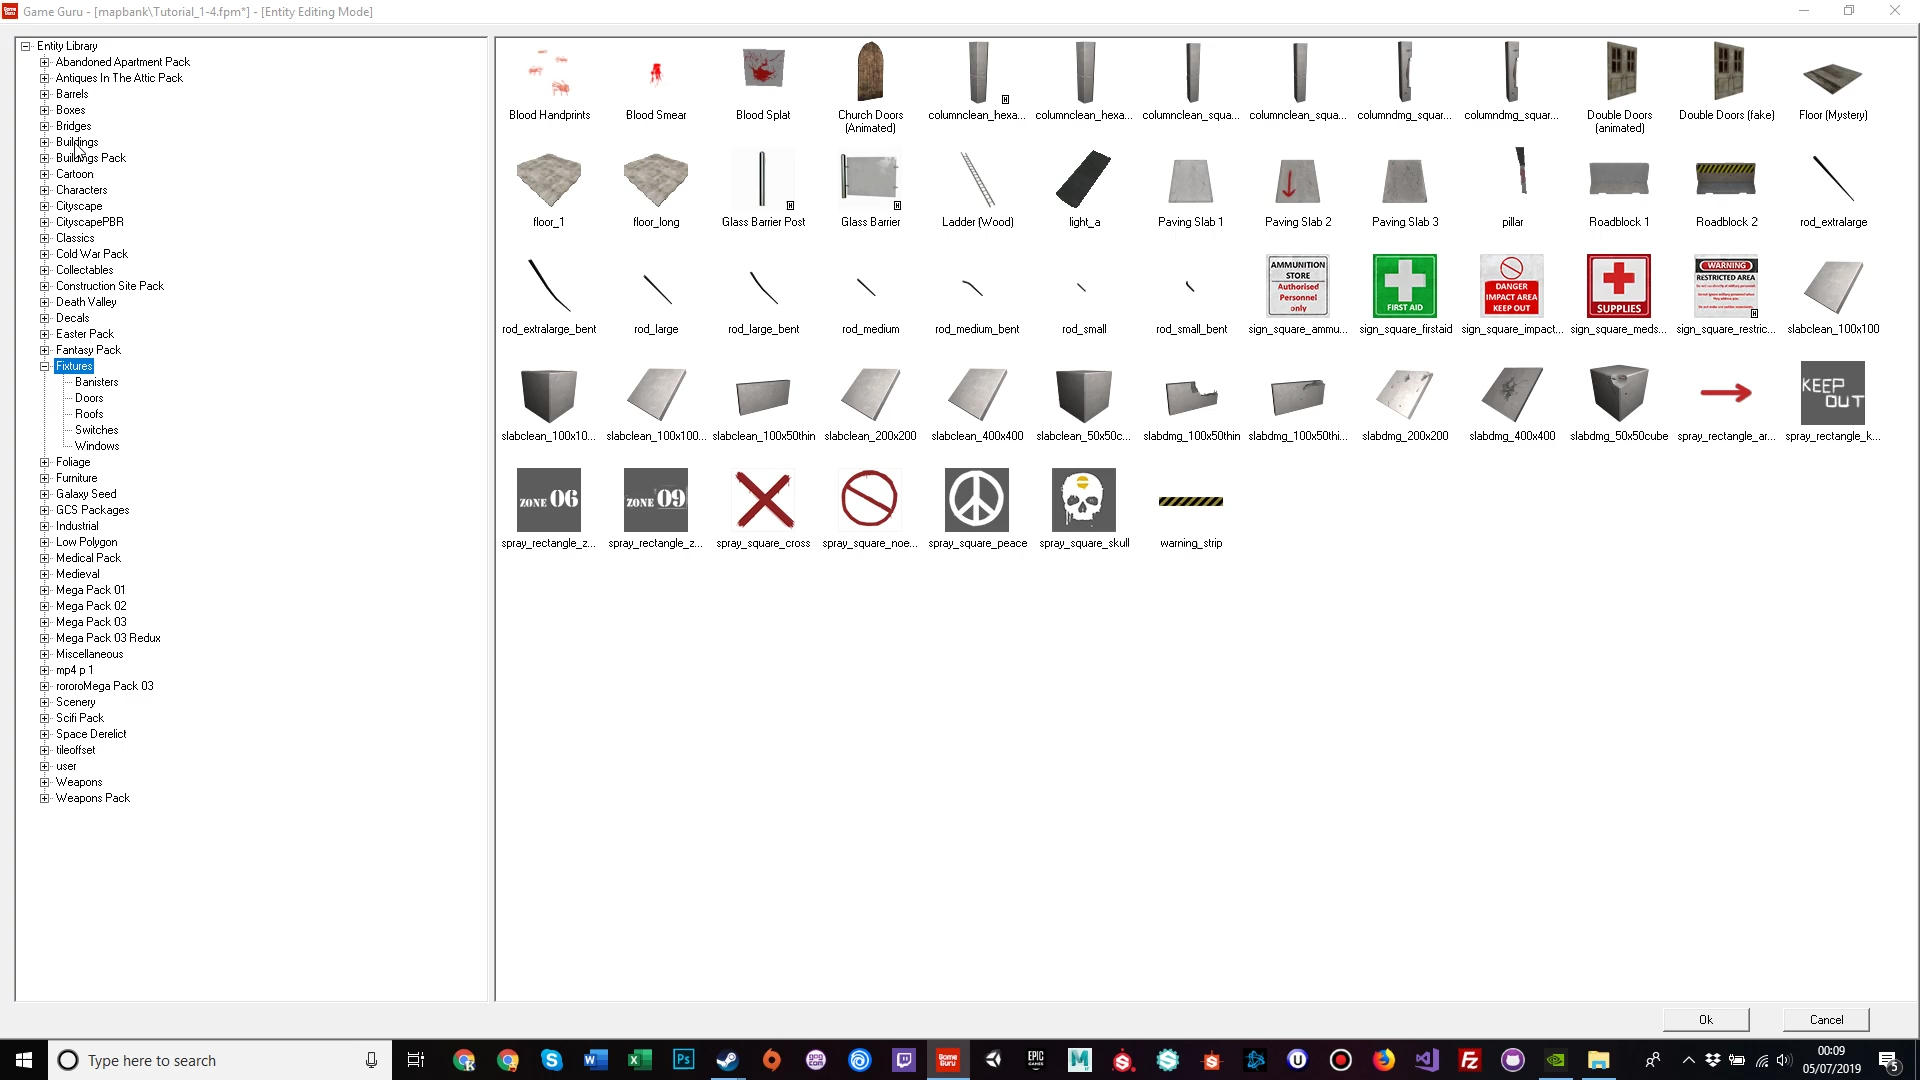 Game Guru - [mapbank\Tutorial_1-4.fpm*] - [Entity Editing Mode]
Entity Library
Abandoned Apartment Pack
Antiques In The Attic Pack
Barrels
Boxes
Bridges
Buildings
Buildings Pack
Cartoon
Characters
Cityscape
CityscapePBR
Classics
Cold War Pack
Collectables
Construction Site Pack
Death Valley
Decals
Easter Pack
Fantasy Pack
Fixtures
Banisters
Doors
Roofs
Switches
Windows
Foliage
Furniture
Galaxy Seed
GCS Packages
Industrial
Low Polygon
Medical Pack
Medieval
Mega Pack 01
Mega Pack 02
Mega Pack 03
Mega Pack 03 Redux
Miscellaneous
mp4 p 1
rororoMega Pack 03
Scenery
Scifi Pack
Space Derelict
tileoffset
user
Weapons
Weapons Pack
Blood Handprints Blood Smear Blood Splat Church Doors (Animated) columnclean_hexa... columnclean_hexa... columnclean_squa... columnclean_squa... columndmg_squar... columndmg_squar... Double Doors (animated) Double Doors (fake) Floor (Mystery)
floor_1 floor_long Glass Barrier Post Glass Barrier Ladder (Wood) light_a Paving Slab 1 Paving Slab 2 Paving Slab 3 pillar Roadblock 1 Roadblock 2 rod_extralarge
AMMUNITION
STORE
Authorised
Personnel
only
FIRST AID
DANGER
IMPACT AREA
KEEP OUT
SUPPLIES
WARNING
RESTRICTED AREA
rod_extralarge_bent rod_large rod_large_bent rod_medium rod_medium_bent rod_small rod_small_bent sign_square_ammu... sign_square_firstaid sign_square_impact... sign_square_meds... sign_square_restric... slabclean_100x100
KEEP
OUT
slabclean_100x10... slabclean_100x100... slabclean_100x50thin slabclean_200x200 slabclean_400x400 slabclean_50x50c... slabdmg_100x50thin slabdmg_100x50thi... slabdmg_200x200 slabdmg_400x400 slabdmg_50x50cube spray_rectangle_ar... spray_rectangle_k...
ZONE 06 ZONE 09
spray_rectangle_z... spray_rectangle_z... spray_square_cross spray_square_noe... spray_square_peace spray_square_skull warning_strip
Ok Cancel
Type here to search
00:09
05/07/2019
5